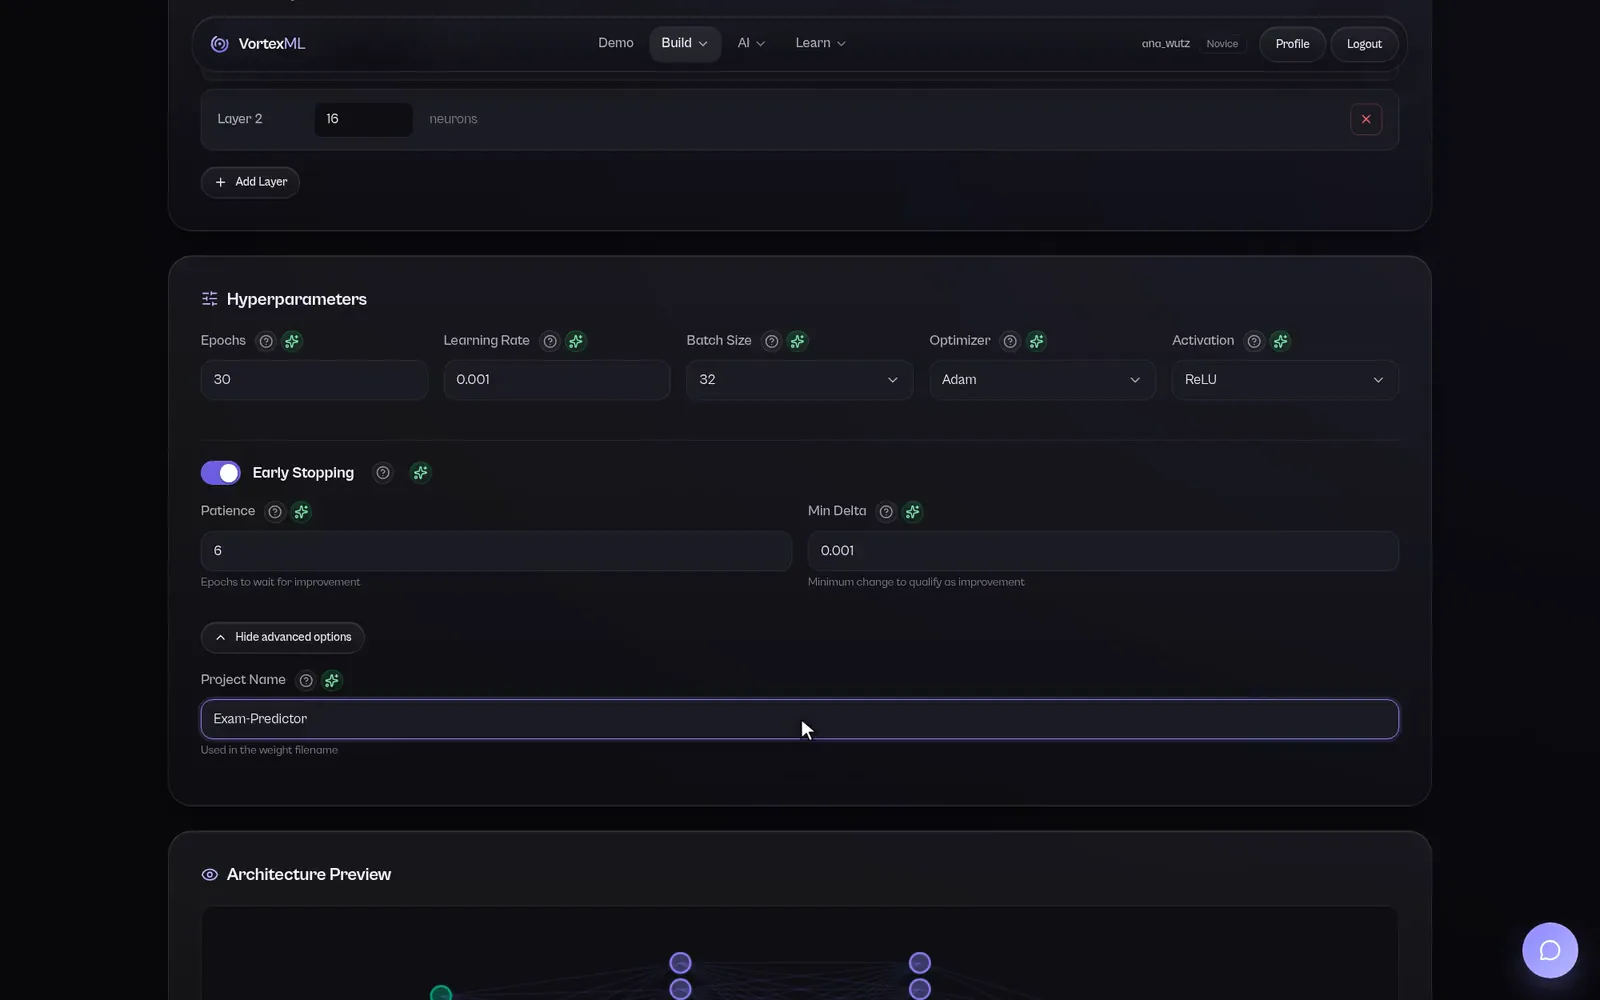 VortexML
Demo
Build
AI
Learn
ana_wutz
Novice
Profile
Logout
Layer 2
16
neurons
Add Layer
Hyperparameters
Epochs
Learning Rate
Batch Size
Optimizer
Activation
30
0.001
32
Adam
ReLU
Early Stopping
Patience
Min Delta
6
0.001
Epochs to wait for improvement
Minimum change to qualify as improvement
Hide advanced options
Project Name
Exam-Predictor
Used in the weight filename
Architecture Preview